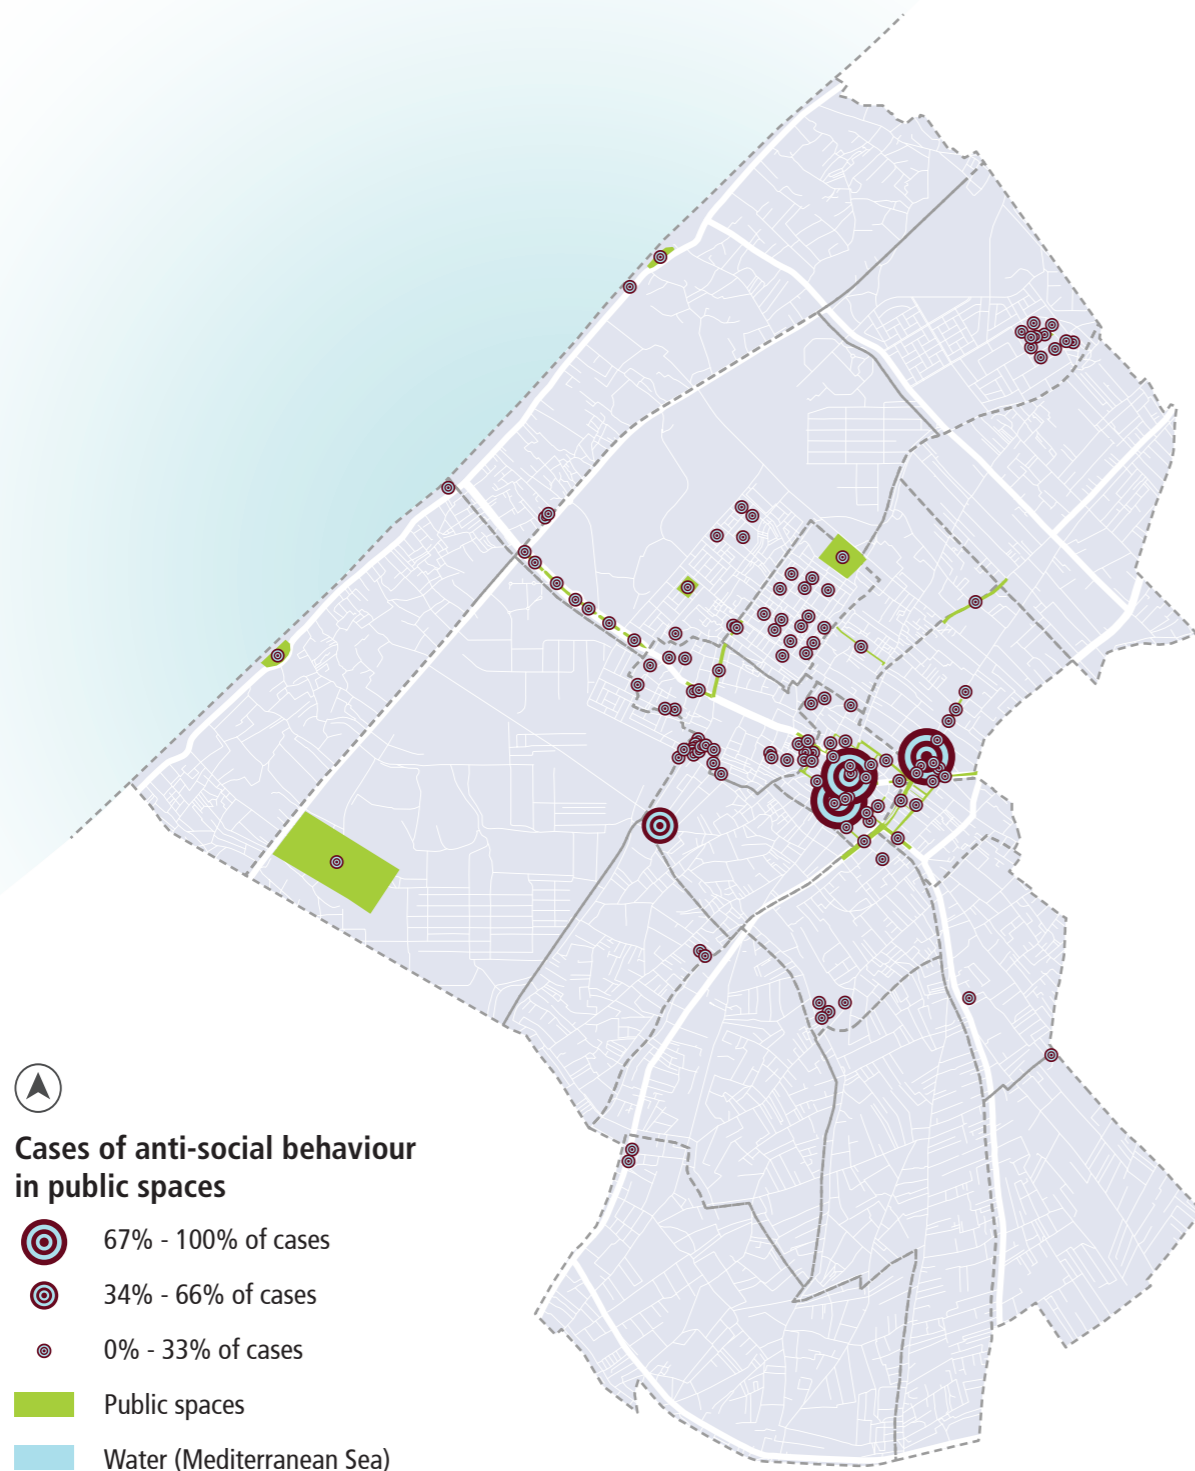 Cases of anti-social behaviour
in public spaces
67% - 100% of cases
34% - 66% of cases
0% - 33% of cases
Public spaces
Water (Mediterranean Sea)